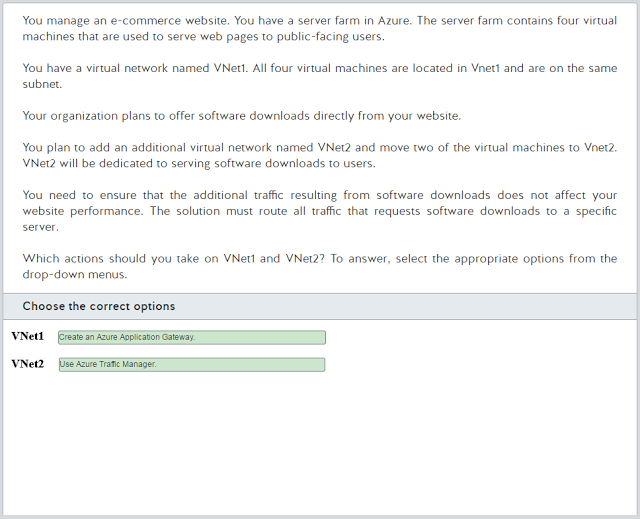 You manage an e-commerce website. You have a server farm in Azure. The server farm contains four virtual
machines that are used to serve web pages to public-facing users.
You have a virtual network named VNet1. All four virtual machines are located in Vnet1 and are on the same
subnet.
Your organization plans to offer software downloads directly from your website.
You plan to add an additional virtual network named VNet2 and move two of the virtual machines to Vnet2.
VNet2 will be dedicated to serving software downloads to users.
You need to ensure that the additional traffic resulting from software downloads does not affect your
website performance. The solution must route all traffic that requests software downloads to a specific
server.
Which actions should you take on VNet1 and VNet2? To answer, select the appropriate options from the
drop-down menus.
Choose the correct options
VNet1 Create an Azure Application Gateway.
VNet2 Use Azure Traffic Manager.